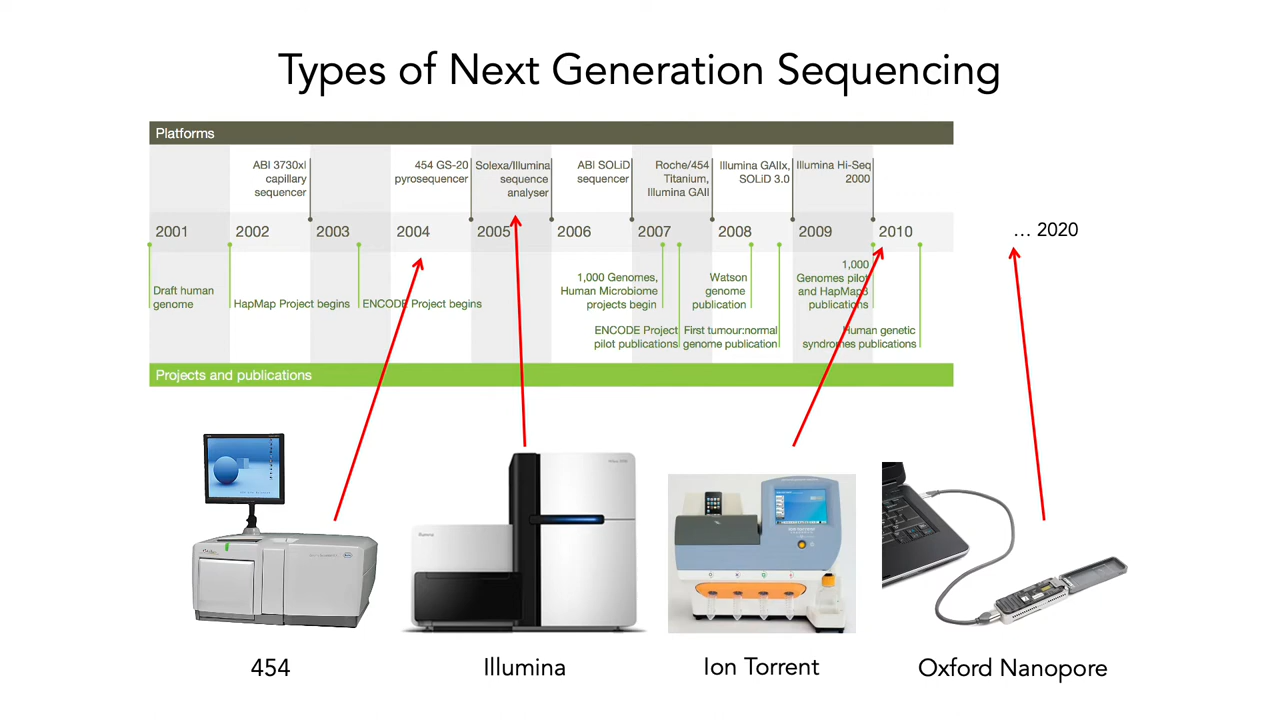 Types of Next Generation Sequencing
Platforms
ABI 3730xl
capillary
sequencer
454 GS-20
pyrosequencer
Solexa/Illumina
sequence
analyser
ABI SOLiD
sequencer
Roche/454
Titanium,
Illumina GAII
Illumina GAIIx,
SOLiD 3.0
Illumina Hi-Seq
2000
2001
2002
2003
2004
2005
2006
2007
2008
2009
2010
... 2020
Draft human
genome
HapMap Project begins
ENCODE Project begins
1,000 Genomes,
Human Microbiome
projects begin
ENCODE Project
pilot publications
Watson
genome
publication
First tumour:normal
genome publication
1,000
Genomes pilot
and HapMap3
publications
Human genetic
syndromes publications
Projects and publications
454
Illumina
Ion Torrent
Oxford Nanopore